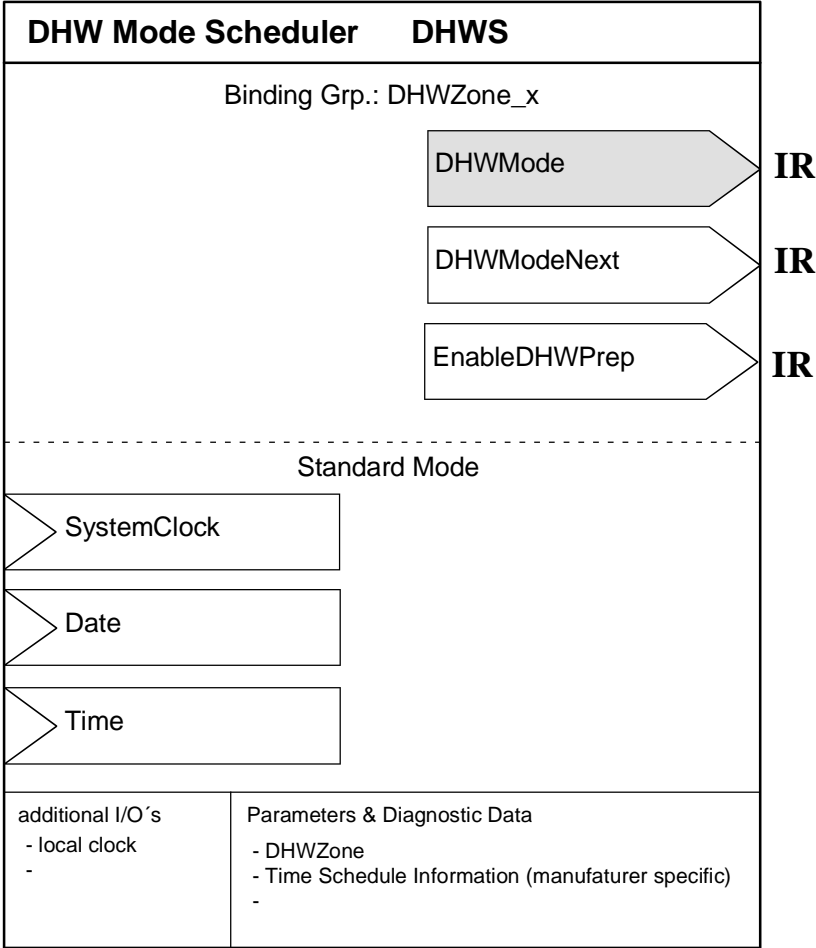 DHW Mode Scheduler DHWS
Binding Grp.: DHWZone_x
DHWMode IR
DHWModeNext IR
EnableDHWPrep IR
Standard Mode
SystemClock
Date
Time
additional I/O´s
- local clock
-
Parameters & Diagnostic Data
- DHWZone
- Time Schedule Information (manufaturer specific)
-